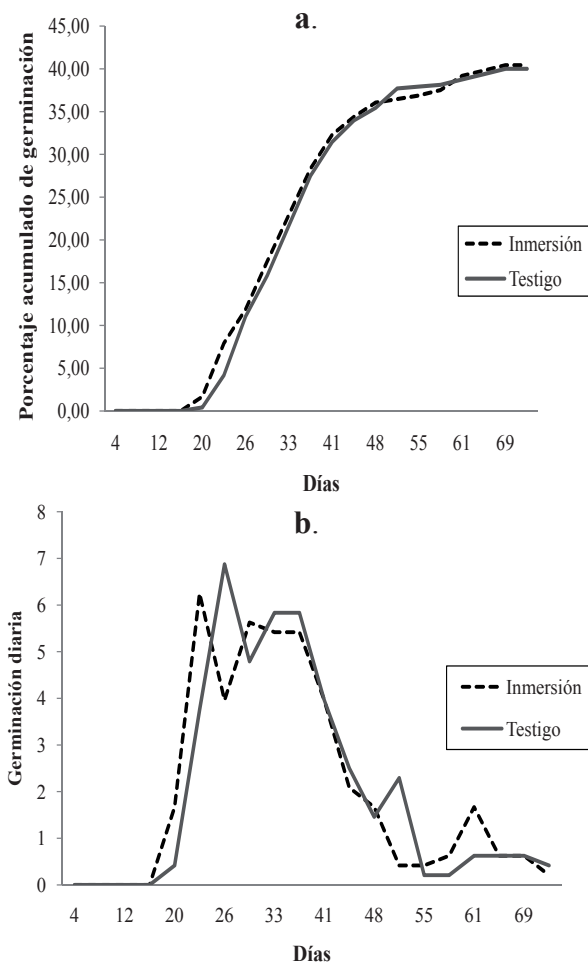 a.
Porcentaje acumulado de germinación
45,00
40,00
35,00
30,00
25,00
20,00
15,00
10,00
5,00
0,00
4 12 20 26 33 41 48 55 61 69
Días
Inmersión
Testigo
b.
Germinación diaria
8
7
6
5
4
3
2
1
0
4 12 20 26 33 41 48 55 61 69
Días
Inmersión
Testigo